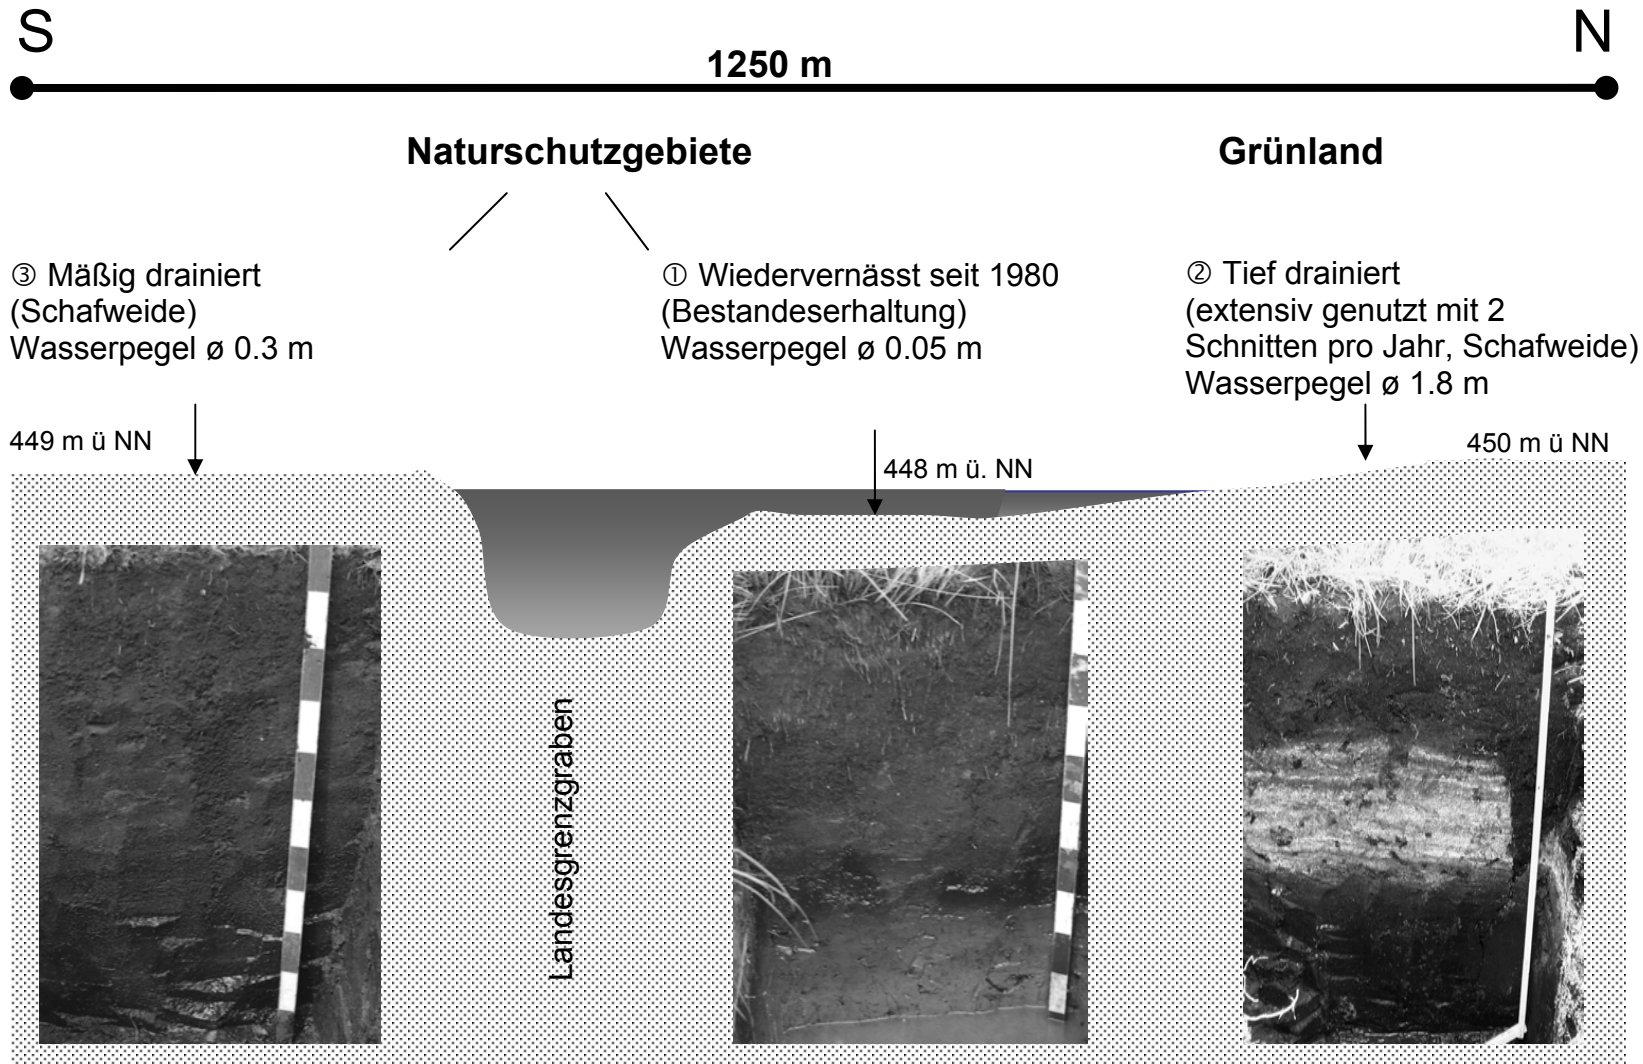 S
N
1250 m
Naturschutzgebiete
Grünland
③ Mäßig drainiert
(Schafweide)
Wasserpegel ø 0.3 m
① Wiedervernässt seit 1980
(Bestandeserhaltung)
Wasserpegel ø 0.05 m
② Tief drainiert
(extensiv genutzt mit 2
Schnitten pro Jahr, Schafweide)
Wasserpegel ø 1.8 m
449 m ü NN
448 m ü. NN
450 m ü NN
Landesgrenzgraben